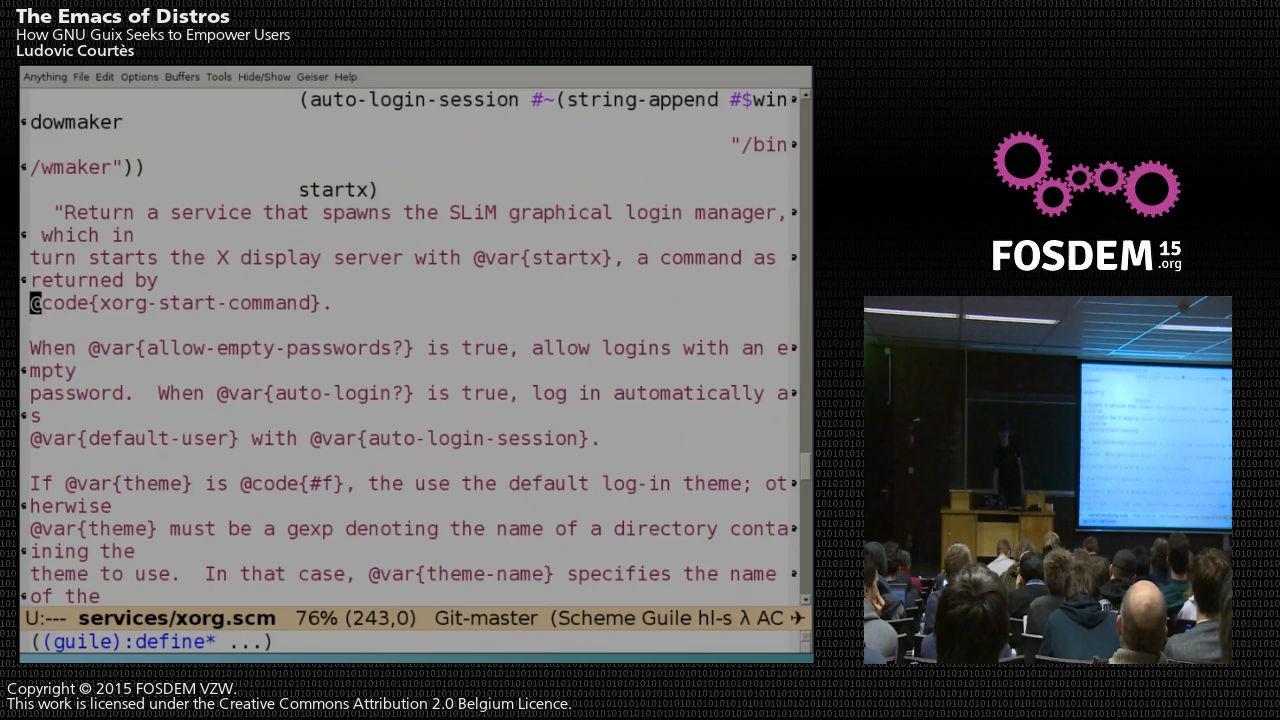 The Emacs of Distros
How GNU Guix Seeks to Empower Users
Ludovic Courtès
Anything File Edit Options Buffers Tools Hide/Show Geiser Help
(auto-login-session #~(string-append #$win
dowmaker
"/bin
/wmaker"))
startx)
"Return a service that spawns the SLiM graphical login manager,
which in
turn starts the X display server with @var{startx}, a command as
returned by
@code{xorg-start-command}.
When @var{allow-empty-passwords?} is true, allow logins with an e
mpty
password.  When @var{auto-login?} is true, log in automatically a
s
@var{default-user} with @var{auto-login-session}.
If @var{theme} is @code{#f}, the use the default log-in theme; ot
herwise
@var{theme} must be a gexp denoting the name of a directory conta
ining the
theme to use.  In that case, @var{theme-name} specifies the name
of the
U:---  services/xorg.scm   76% (243,0)   Git-master  (Scheme Guile hl-s λ AC ✈
((guile):define* ...)
FOSDEM 15
.org
Copyright © 2015 FOSDEM VZW.
This work is licensed under the Creative Commons Attribution 2.0 Belgium Licence.